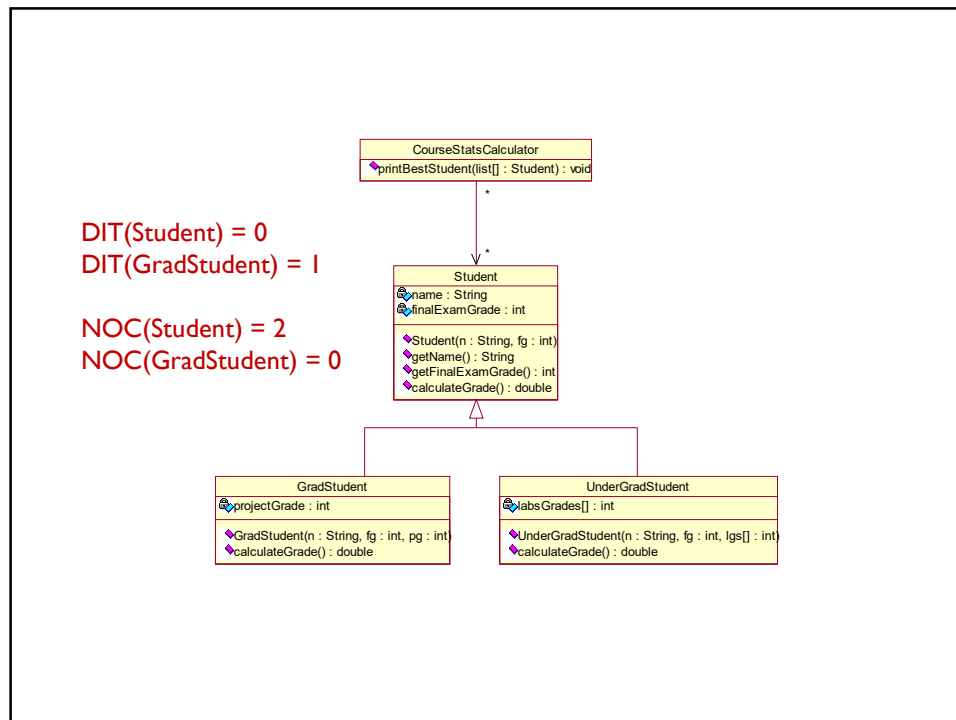 CourseStatsCalculator
printBestStudent(list[] : Student) : void
*
*
DIT(Student) = 0
DIT(GradStudent) = 1
NOC(Student) = 2
NOC(GradStudent) = 0
Student
name : String
finalExamGrade : int
Student(n : String, fg : int)
getName() : String
getFinalExamGrade() : int
calculateGrade() : double
GradStudent
projectGrade : int
GradStudent(n : String, fg : int, pg : int)
calculateGrade() : double
UnderGradStudent
labsGrades[] : int
UnderGradStudent(n : String, fg : int, lgs[] : int)
calculateGrade() : double